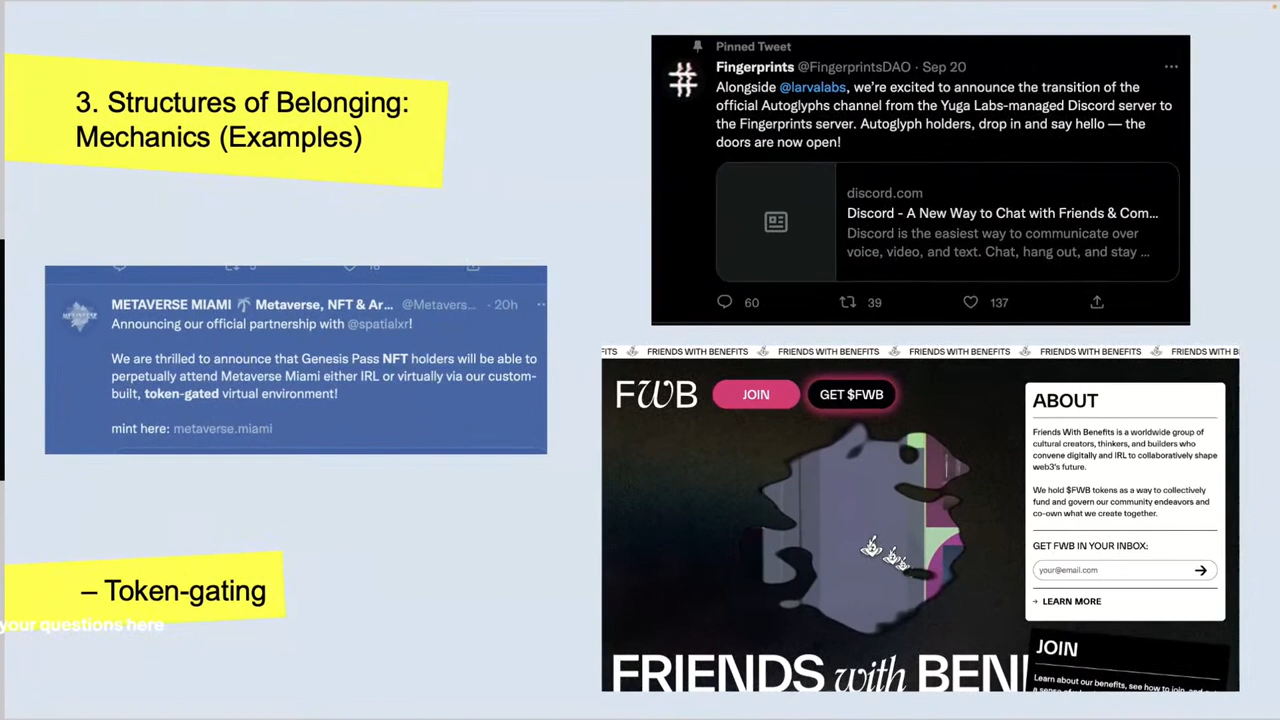 3. Structures of Belonging:
Mechanics (Examples)
Pinned Tweet
Fingerprints @FingerprintsDAO · Sep 20
Alongside @larvalabs, we're excited to announce the transition of the
official Autoglyphs channel from the Yuga Labs-managed Discord server to
the Fingerprints server. Autoglyph holders, drop in and say hello — the
doors are now open!
discord.com
Discord - A New Way to Chat with Friends & Com...
Discord is the easiest way to communicate over
voice, video, and text. Chat, hang out, and stay ...
60 39 137
METAVERSE MIAMI 🌴 Metaverse, NFT & Ar... @Metavers... · 20h
Announcing our official partnership with @spatialxr!
We are thrilled to announce that Genesis Pass NFT holders will be able to
perpetually attend Metaverse Miami either IRL or virtually via our custom-
built, token-gated virtual environment!
mint here: metaverse.miami
– Token-gating
your questions here
FITS FRIENDS WITH BENEFITS FRIENDS WITH BENEFITS FRIENDS WITH BENEFITS FRIENDS WITH BENEFITS FRIENDS WITH B
FWB JOIN GET $FWB
ABOUT
Friends With Benefits is a worldwide group of
cultural creators, thinkers, and builders who
convene digitally and IRL to collaboratively shape
web3's future.
We hold $FWB tokens as a way to collectively
fund and govern our community endeavors and
co-own what we create together.
GET FWB IN YOUR INBOX:
your@email.com
LEARN MORE
JOIN
Learn about our benefits, see how to join, and
FRIENDS with BENE